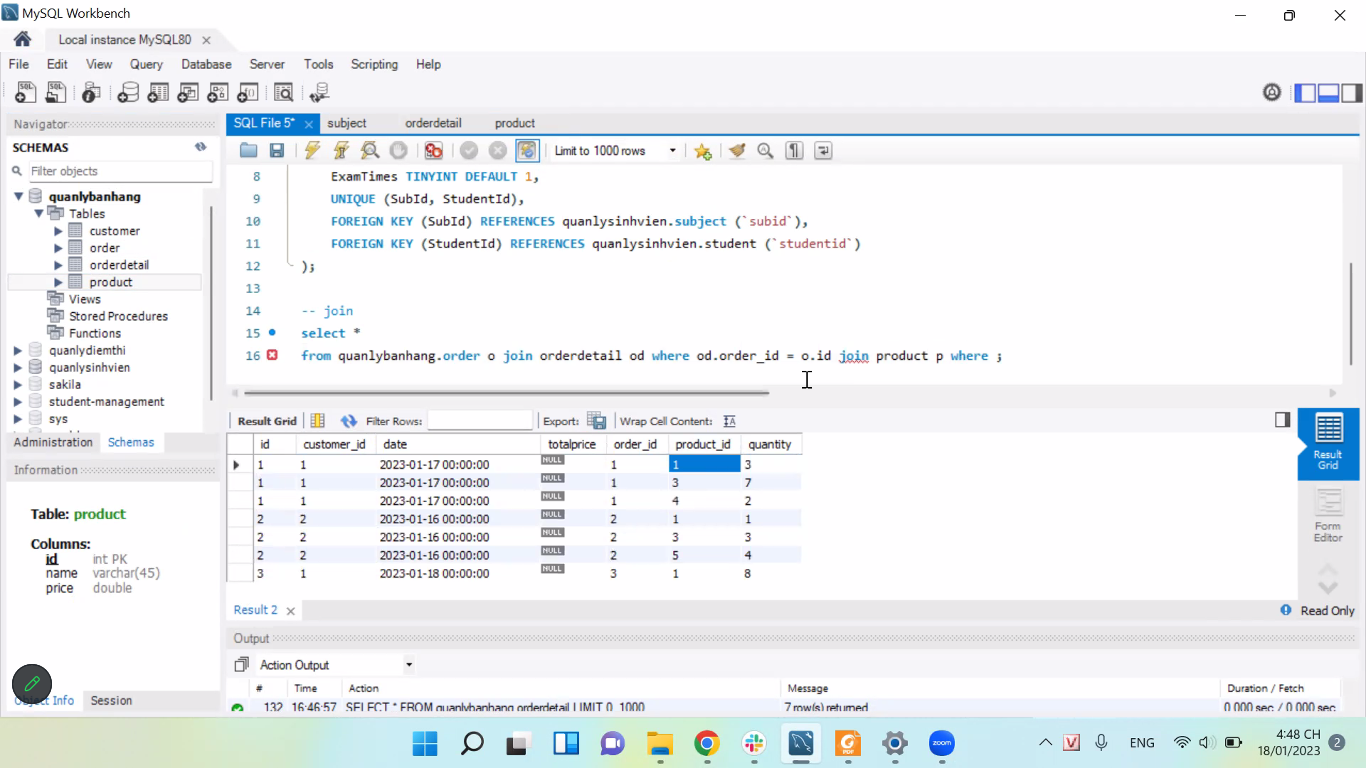 MySQL Workbench
Local instance MySQL80
File Edit View Query Database Server Tools Scripting Help
Navigator
SCHEMAS
Filter objects
quanlybanhang
Tables
customer
order
orderdetail
product
Views
Stored Procedures
Functions
quanlydiemthi
quanlysinhvien
sakila
student-management
sys
Administration Schemas
Information
Table: product
Columns:
id int PK
name varchar(45)
price double
Object Info Session
SQL File 5* subject orderdetail product
Limit to 1000 rows
8 ExamTimes TINYINT DEFAULT 1,
9 UNIQUE (SubId, StudentId),
10 FOREIGN KEY (SubId) REFERENCES quanlysinhvien.subject (`subid`),
11 FOREIGN KEY (StudentId) REFERENCES quanlysinhvien.student (`studentid`)
12 );
13
14 -- join
15 select *
16 from quanlybanhang.order o join orderdetail od where od.order_id = o.id join product p where ;
Result Grid Filter Rows: Export: Wrap Cell Content:
id customer_id date totalprice order_id product_id quantity
1 1 2023-01-17 00:00:00 NULL 1 1 3
1 1 2023-01-17 00:00:00 NULL 1 3 7
1 1 2023-01-17 00:00:00 NULL 1 4 2
2 2 2023-01-16 00:00:00 NULL 2 1 1
2 2 2023-01-16 00:00:00 NULL 2 3 3
2 2 2023-01-16 00:00:00 NULL 2 5 4
3 1 2023-01-18 00:00:00 NULL 3 1 8
Result Grid
Form Editor
Result 2
Read Only
Output
Action Output
# Time Action Message Duration / Fetch
132 16:46:57 SELECT * FROM quanlybanhang.orderdetail LIMIT 0, 1000 7 row(s) returned 0.000 sec / 0.000 sec
zoom
V
ENG
4:48 CH
18/01/2023
2